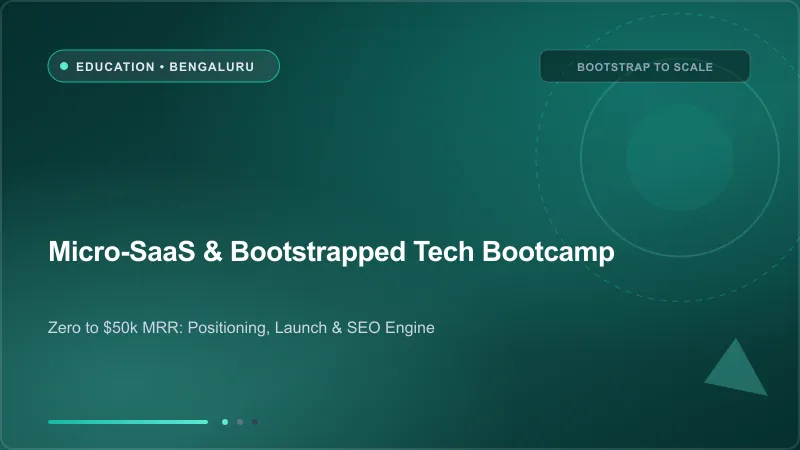 EDUCATION • BENGALURU
BOOTSTRAP TO SCALE
Micro-SaaS & Bootstrapped Tech Bootcamp
Zero to $50k MRR: Positioning, Launch & SEO Engine